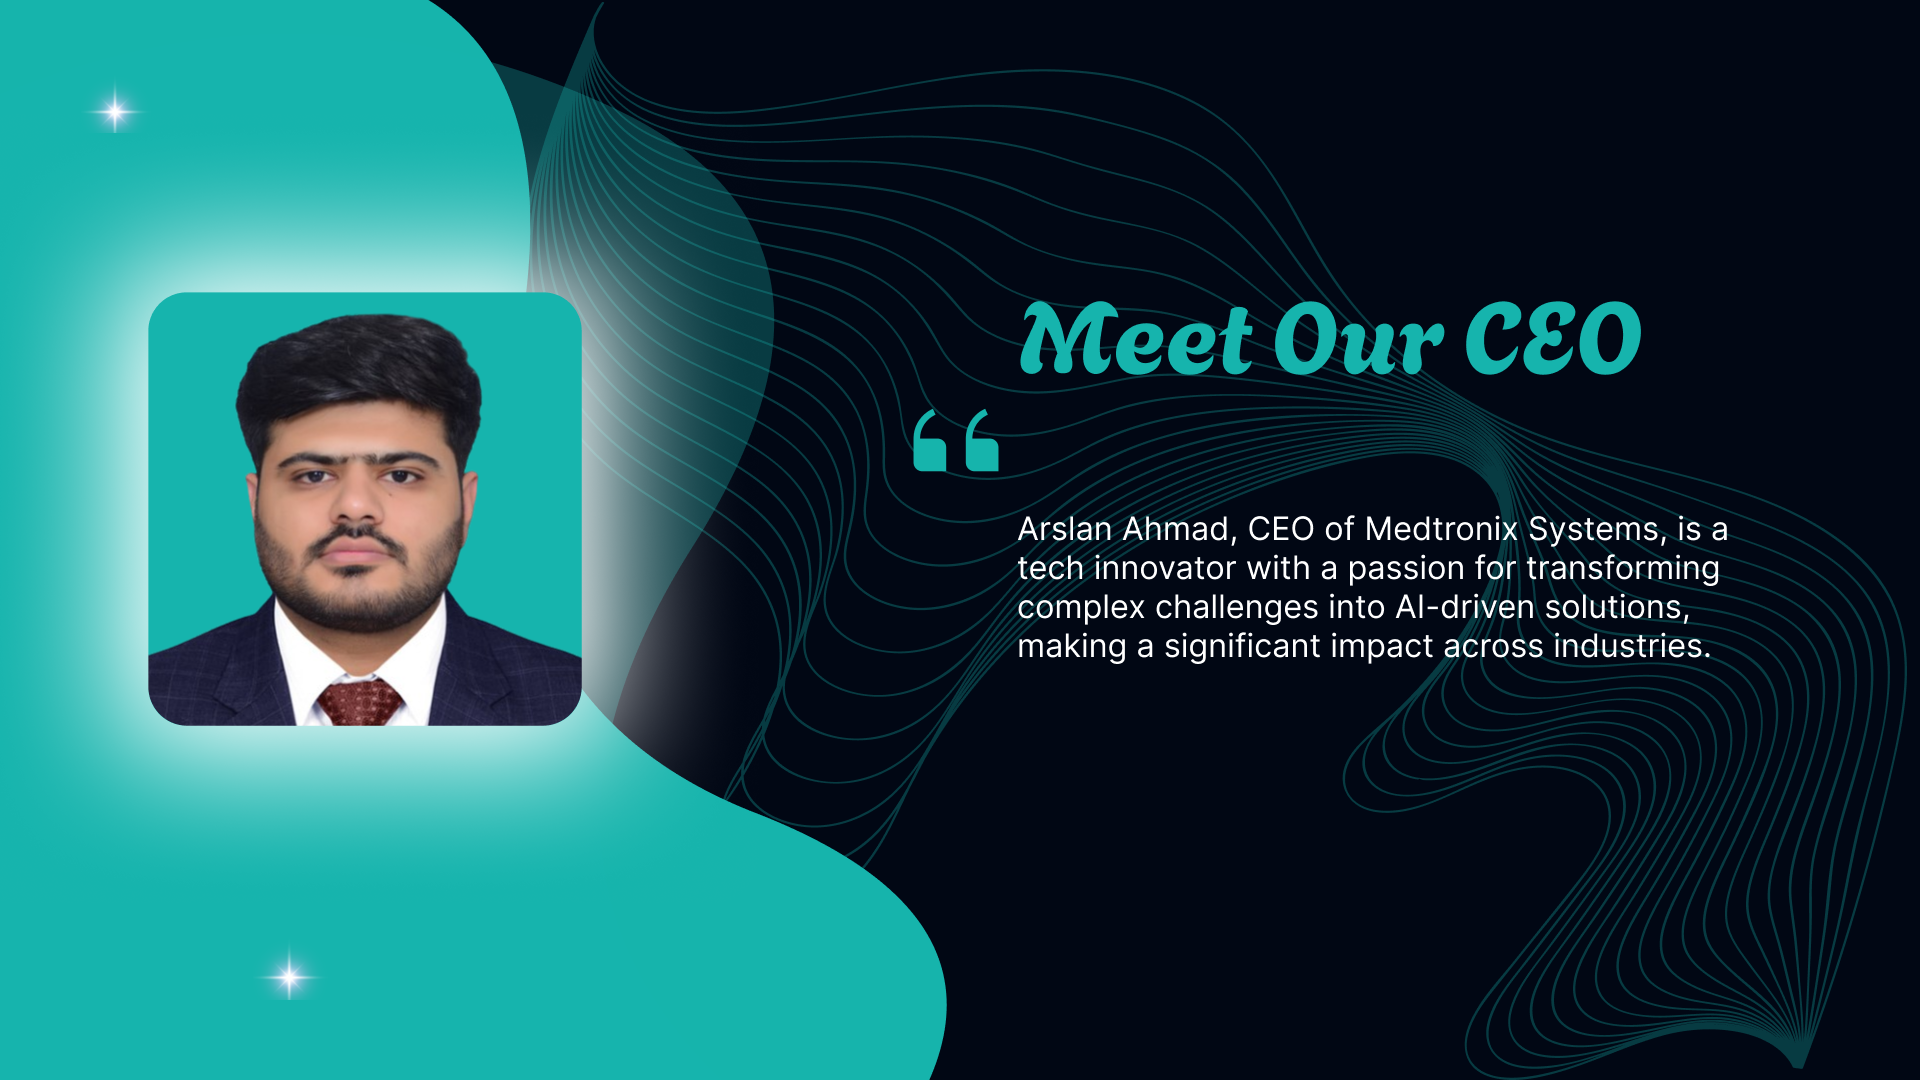 Meet Our CEO
“
Arslan Ahmad, CEO of Medtronix Systems, is a
tech innovator with a passion for transforming
complex challenges into AI-driven solutions,
making a significant impact across industries.